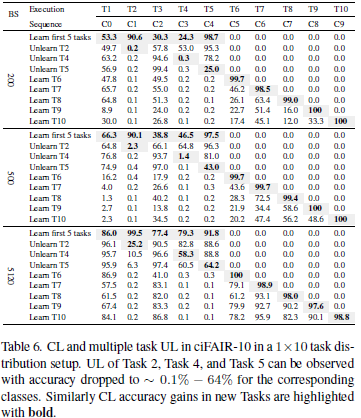 BS Execution T1 T2 T3 T4 T5 T6 T7 T8 T9 T10
Sequence C0 C1 C2 C3 C4 C5 C6 C7 C8 C9
200
Learn first 5 tasks 53.3 90.6 30.3 24.3 98.7 0.0 0.0 0.0 0.0 0.0
Unlearn T2 49.7 0.2 57.8 53.0 95.3 0.0 0.0 0.0 0.0 0.0
Unlearn T4 63.2 0.2 94.6 0.3 78.2 0.0 0.0 0.0 0.0 0.0
Unlearn T5 56.9 0.2 99.4 0.3 25.0 0.0 0.0 0.0 0.0 0.0
Learn T6 47.8 0.1 49.5 0.2 0.2 99.7 0.0 0.0 0.0 0.0
Learn T7 65.7 0.2 55.0 0.2 0.2 46.2 98.5 0.0 0.0 0.0
Learn T8 64.8 0.1 51.3 0.2 0.2 26.1 63.4 99.0 0.0 0.0
Learn T9 8.9 0.1 24.0 0.2 0.2 22.7 51.4 16.0 100 0.0
Learn T10 30.0 0.1 26.8 0.1 0.2 17.4 45.1 12.0 33.3 100
500
Learn first 5 tasks 66.3 90.1 38.8 46.5 97.5 0.0 0.0 0.0 0.0 0.0
Unlearn T2 64.8 2.3 66.1 64.8 96.3 0.0 0.0 0.0 0.0 0.0
Unlearn T4 76.8 0.2 93.7 1.4 81.0 0.0 0.0 0.0 0.0 0.0
Unlearn T5 74.9 0.4 97.0 0.1 43.0 0.0 0.0 0.0 0.0 0.0
Learn T6 16.2 0.4 17.9 0.2 0.2 99.7 0.0 0.0 0.0 0.0
Learn T7 4.0 0.2 26.6 0.1 0.2 43.6 99.7 0.0 0.0 0.0
Learn T8 1.3 0.1 40.2 0.1 0.2 28.3 72.5 99.4 0.0 0.0
Learn T9 2.7 0.1 13.8 0.2 0.2 21.9 34.4 58.6 100 0.0
Learn T10 2.3 0.1 34.5 0.2 0.2 20.2 47.4 56.2 48.6 100
5120
Learn first 5 tasks 86.0 99.5 77.4 79.3 91.8 0.0 0.0 0.0 0.0 0.0
Unlearn T2 96.1 25.2 90.5 82.8 88.6 0.0 0.0 0.0 0.0 0.0
Unlearn T4 95.7 10.5 96.6 58.3 88.8 0.0 0.0 0.0 0.0 0.0
Unlearn T5 95.9 6.3 97.4 60.5 64.2 0.0 0.0 0.0 0.0 0.0
Learn T6 86.9 0.2 41.0 0.3 0.3 100 0.0 0.0 0.0 0.0
Learn T7 57.5 0.2 83.1 0.1 0.1 79.1 98.9 0.0 0.0 0.0
Learn T8 61.5 0.2 82.0 0.2 0.2 61.2 93.1 98.0 0.0 0.0
Learn T9 67.4 0.2 83.3 0.2 0.1 79.9 92.7 90.2 97.6 0.0
Learn T10 84.1 0.2 86.8 0.2 0.1 78.2 95.9 82.3 90.1 98.8
Table 6. CL and multiple task UL in ciFAIR-10 in a 1×10 task dis-
tribution setup. UL of Task 2, Task 4, and Task 5 can be observed
with accuracy dropped to ∼ 0.1% − 64% for the corresponding
classes. Similarly CL accuracy gains in new Tasks are highlighted
with bold.